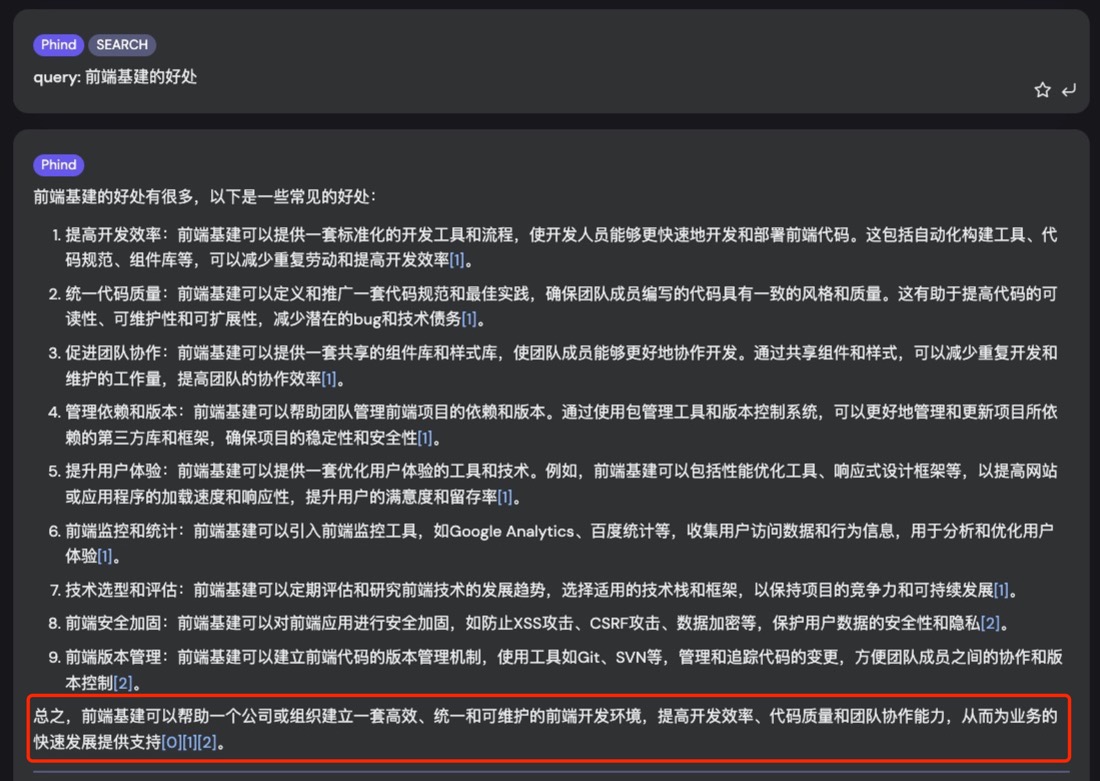 Phind SEARCH
query: 前端基建的好处
Phind
前端基建的好处有很多，以下是一些常见的好处：
1. 提高开发效率：前端基建可以提供一套标准化的开发工具和流程，使开发人员能够更快速地开发和部署前端代码。这包括自动化构建工具、代
码规范、组件库等，可以减少重复劳动和提高开发效率[1]。
2. 统一代码质量：前端基建可以定义和推广一套代码规范和最佳实践，确保团队成员编写的代码具有一致的风格和质量。这有助于提高代码的可
读性、可维护性和可扩展性，减少潜在的bug和技术债务[1]。
3. 促进团队协作：前端基建可以提供一套共享的组件库和样式库，使团队成员能够更好地协作开发。通过共享组件和样式，可以减少重复开发和
维护的工作量，提高团队的协作效率[1]。
4. 管理依赖和版本：前端基建可以帮助团队管理前端项目的依赖和版本。通过使用包管理工具和版本控制系统，可以更好地管理和更新项目所依
赖的第三方库和框架，确保项目的稳定性和安全性[1]。
5. 提升用户体验：前端基建可以提供一套优化用户体验的工具和技术。例如，前端基建可以包括性能优化工具、响应式设计框架等，以提高网站
或应用程序的加载速度和响应性，提升用户的满意度和留存率[1]。
6. 前端监控和统计：前端基建可以引入前端监控工具，如Google Analytics、百度统计等，收集用户访问数据和行为信息，用于分析和优化用户
体验[1]。
7. 技术选型和评估：前端基建可以定期评估和研究前端技术的发展趋势，选择适用的技术栈和框架，以保持项目的竞争力和可持续发展[1]。
8. 前端安全加固：前端基建可以对前端应用进行安全加固，如防止XSS攻击、CSRF攻击、数据加密等，保护用户数据的安全性和隐私[2]。
9. 前端版本管理：前端基建可以建立前端代码的版本管理机制，使用工具如Git、SVN等，管理和追踪代码的变更，方便团队成员之间的协作和版
本控制[2]。
总之，前端基建可以帮助一个公司或组织建立一套高效、统一和可维护的前端开发环境，提高开发效率、代码质量和团队协作能力，从而为业务的
快速发展提供支持[0][1][2]。